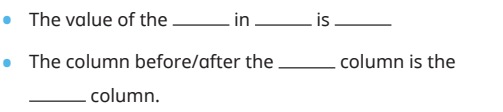 • The value of the ______ in ______ is ______
• The column before/after the ______ column is the
______ column.